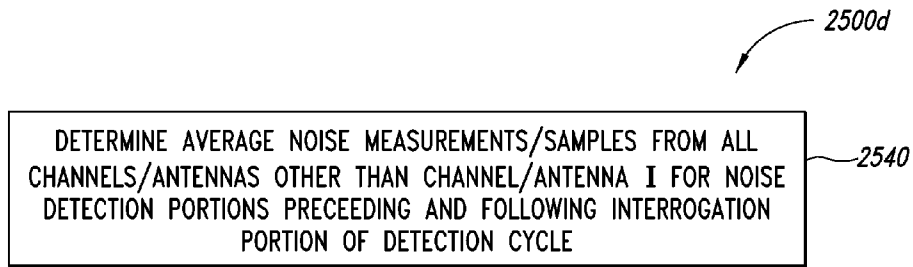 2500d
DETERMINE AVERAGE NOISE MEASUREMENTS/SAMPLES FROM ALL
CHANNELS/ANTENNAS OTHER THAN CHANNEL/ANTENNA I FOR NOISE
DETECTION PORTIONS PRECEEDING AND FOLLOWING INTERROGATION
PORTION OF DETECTION CYCLE
2540